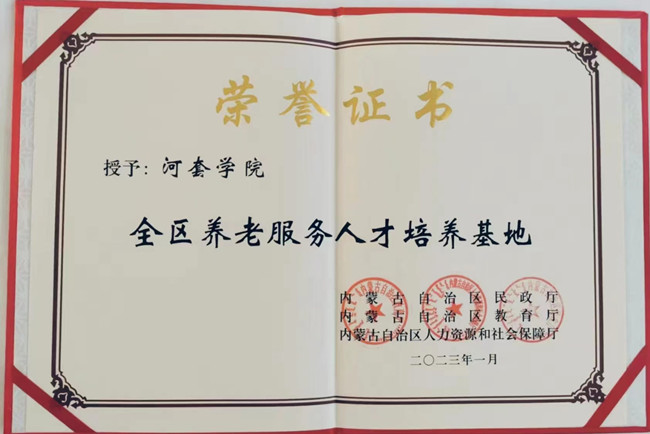 荣誉证书
授予：河套学院
全区养老服务人才培养基地
内蒙古自治区民政厅
内蒙古自治区教育厅
内蒙古自治区人力资源和社会保障厅
二〇二三年一月